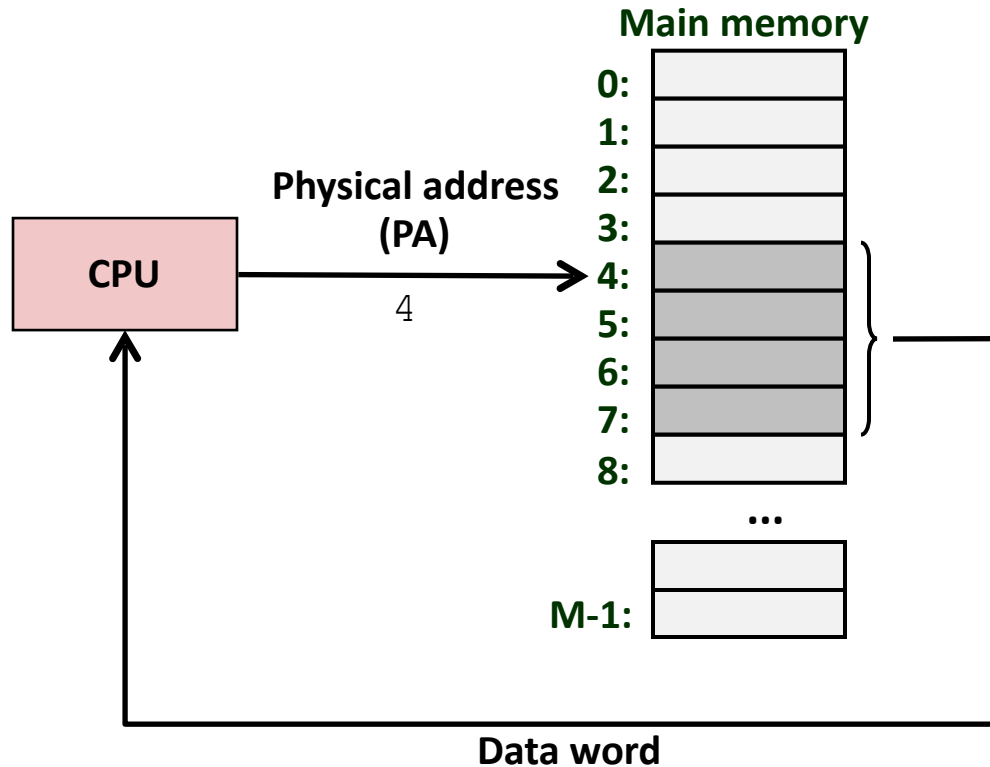 Main memory
0:
1:
2:
Physical address
(PA)
3:
CPU
4:
4
5:
6:
7:
8:
...
M-1:
Data word